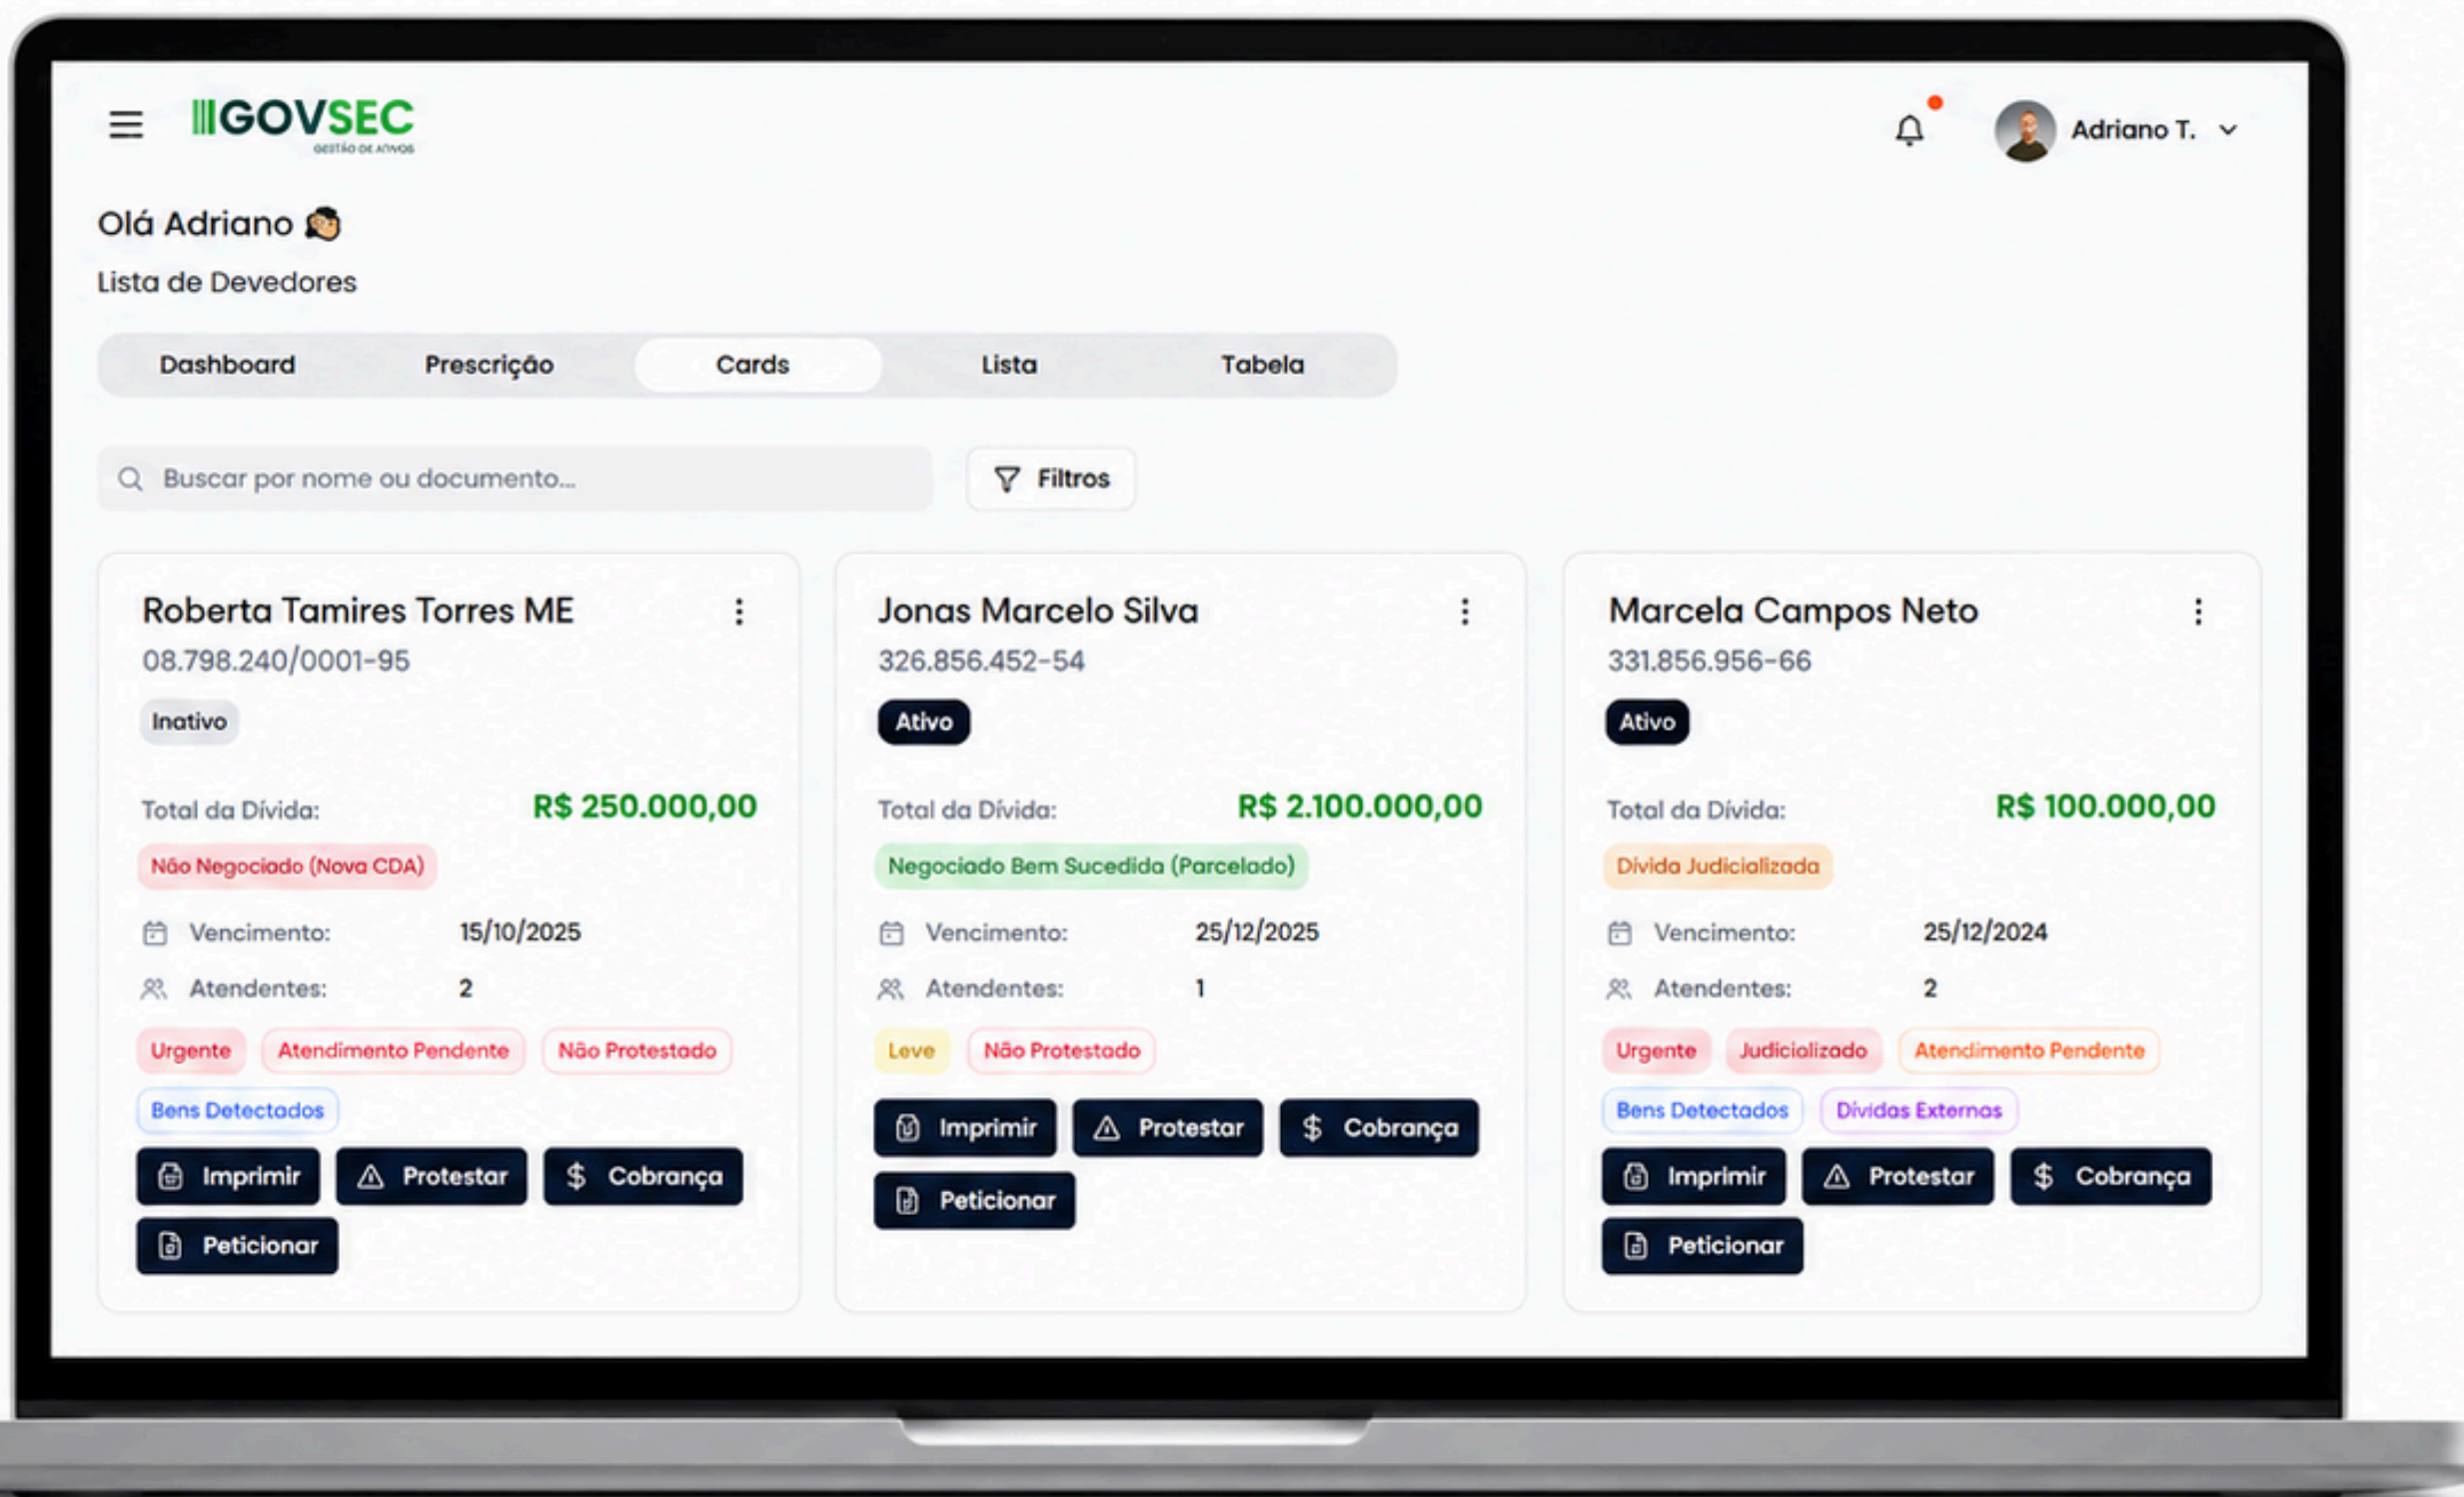 GOVSEC
GESTÃO DE ATIVOS
Adriano T.
Olá Adriano
Lista de Devedores
Dashboard Prescrição Cards Lista Tabela
Buscar por nome ou documento...
Filtros
Roberta Tamires Torres ME
08.798.240/0001-95
Inativo
Total da Dívida: R$ 250.000,00
Não Negociado (Nova CDA)
Vencimento: 15/10/2025
Atendentes: 2
Urgente Atendimento Pendente Não Protestado
Bens Detectados
Imprimir Protestar $ Cobrança
Peticionar
Jonas Marcelo Silva
326.856.452-54
Ativo
Total da Dívida: R$ 2.100.000,00
Negociado Bem Sucedida (Parcelado)
Vencimento: 25/12/2025
Atendentes: 1
Leve Não Protestado
Imprimir Protestar $ Cobrança
Peticionar
Marcela Campos Neto
331.856.956-66
Ativo
Total da Dívida: R$ 100.000,00
Divida Judicializada
Vencimento: 25/12/2024
Atendentes: 2
Urgente Judicializado Atendimento Pendente
Bens Detectados Dívidas Externas
Imprimir Protestar $ Cobrança
Peticionar